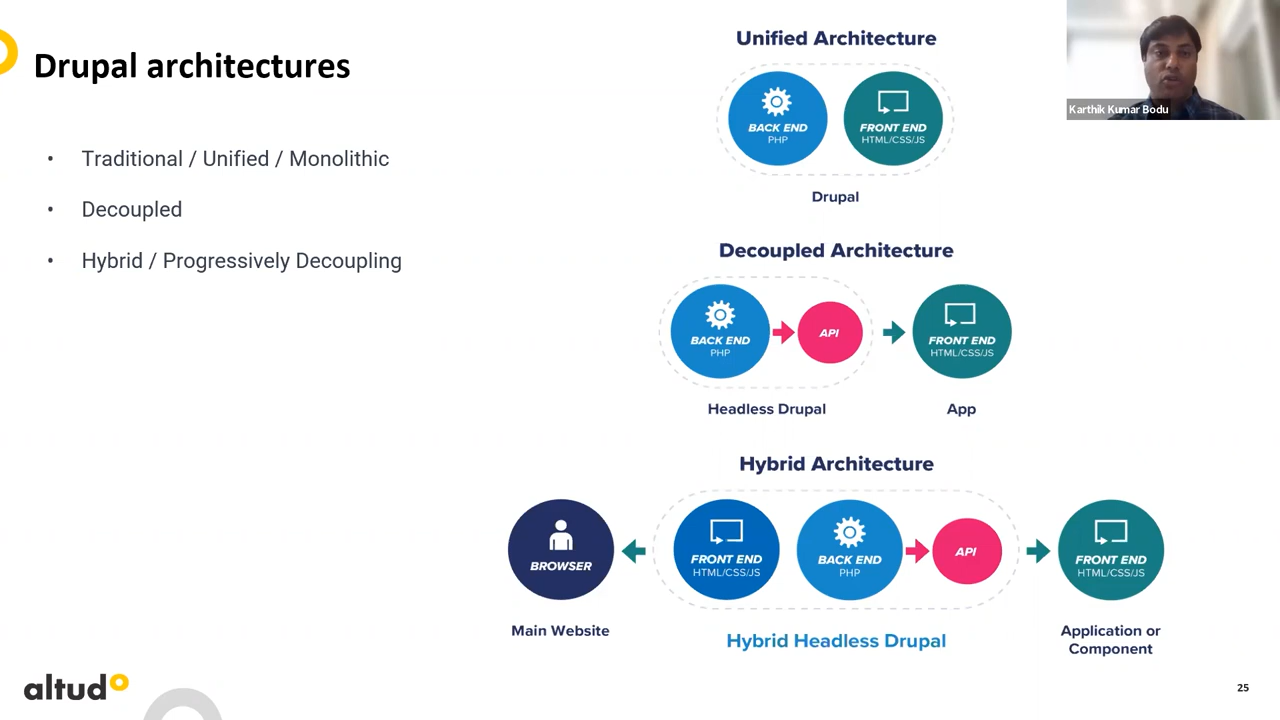 Drupal architectures
• Traditional / Unified / Monolithic
• Decoupled
• Hybrid / Progressively Decoupling
Unified Architecture
BACK END
PHP
FRONT END
HTML/CSS/JS
Drupal
Decoupled Architecture
BACK END
PHP
API
FRONT END
HTML/CSS/JS
Headless Drupal
App
Hybrid Architecture
BROWSER
FRONT END
HTML/CSS/JS
BACK END
PHP
API
FRONT END
HTML/CSS/JS
Main Website
Hybrid Headless Drupal
Application or
Component
Karthik Kumar Bodu
altudo
25